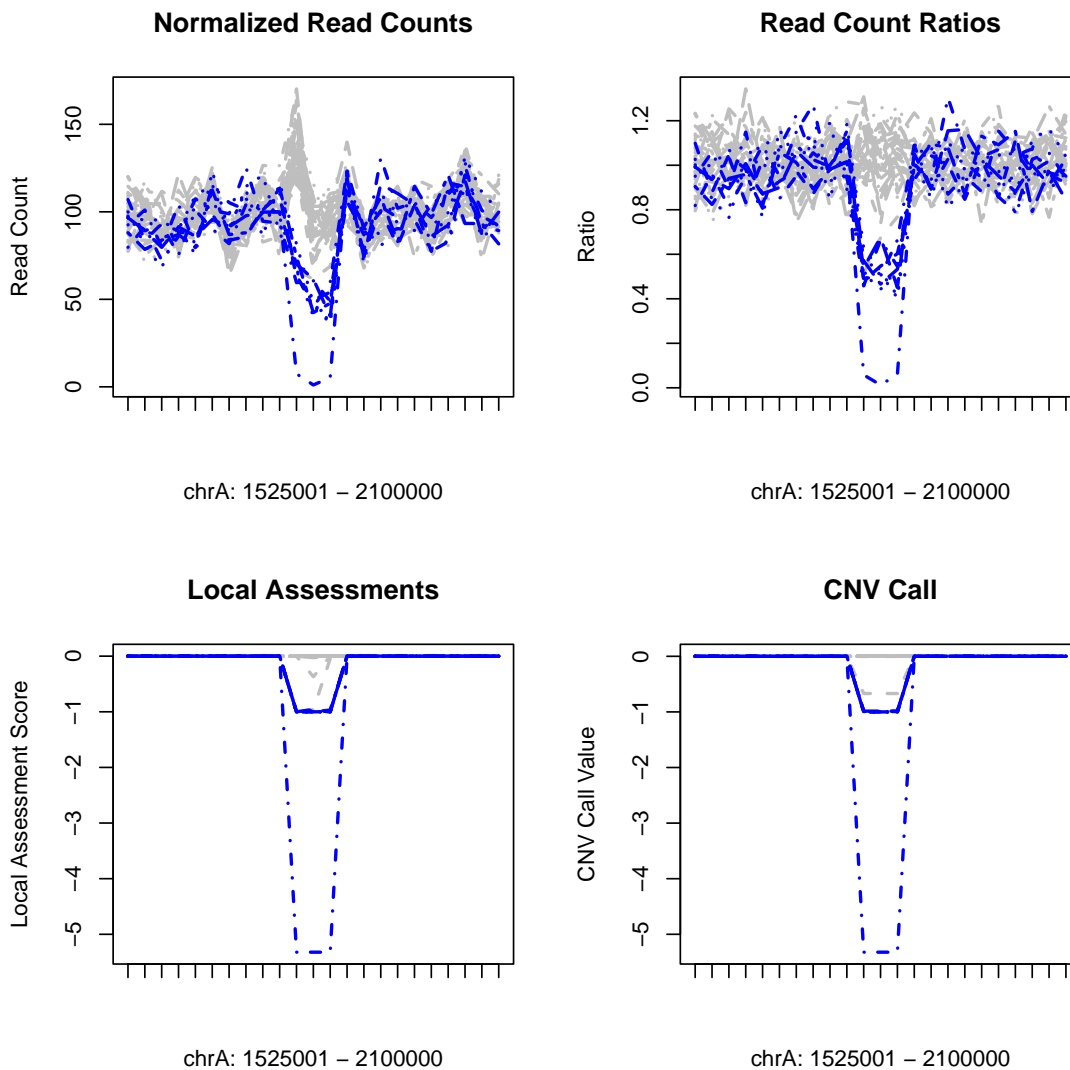 Normalized Read Counts
Read Count
150
100
50
0
chrA: 1525001 − 2100000
Read Count Ratios
Ratio
1.2
0.8
0.4
0.0
chrA: 1525001 − 2100000
Local Assessments
Local Assessment Score
0
−1
−2
−3
−4
−5
chrA: 1525001 − 2100000
CNV Call
CNV Call Value
0
−1
−2
−3
−4
−5
chrA: 1525001 − 2100000